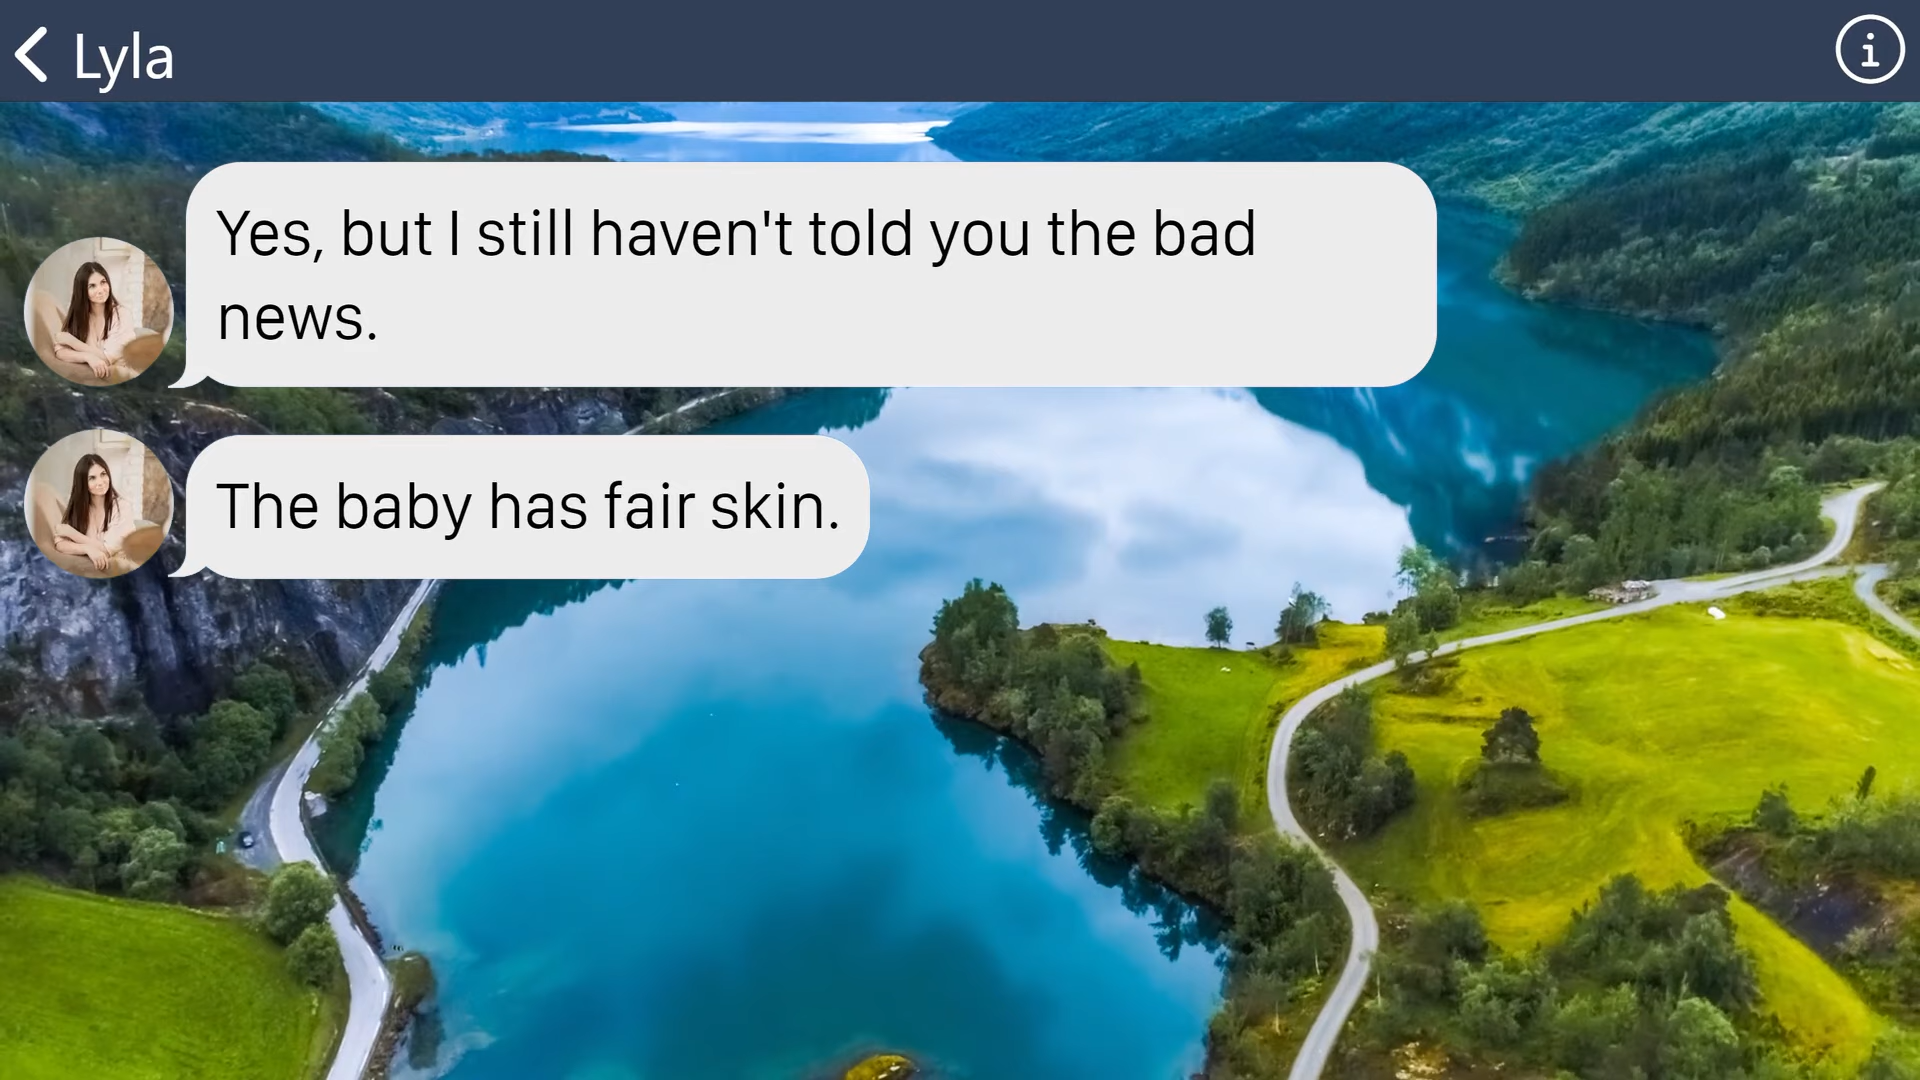 Lyla
Yes, but I still haven't told you the bad
news.
The baby has fair skin.